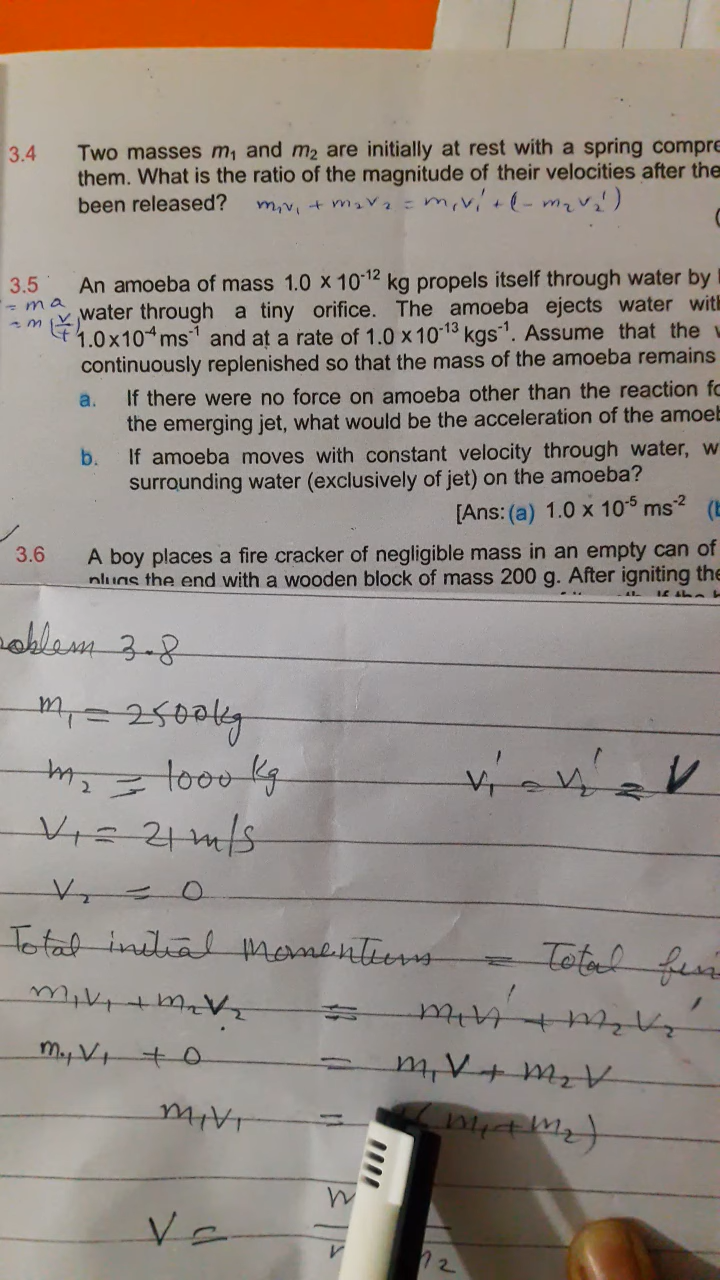 3.4 Two masses m₁ and m₂ are initially at rest with a spring compre
them. What is the ratio of the magnitude of their velocities after the
been released? m₁v₁ + m₂v₂ = m₁v₁' + (- m₂v₂')
3.5 An amoeba of mass 1.0 x 10⁻¹² kg propels itself through water by
= ma water through a tiny orifice. The amoeba ejects water with
= m(v/t) 1.0x10⁻⁴ ms⁻¹ and at a rate of 1.0 x 10⁻¹³ kgs⁻¹. Assume that the
continuously replenished so that the mass of the amoeba remains
a. If there were no force on amoeba other than the reaction fo
the emerging jet, what would be the acceleration of the amoeb
b. If amoeba moves with constant velocity through water, w
surrounding water (exclusively of jet) on the amoeba?
[Ans: (a) 1.0 x 10⁻⁵ ms⁻² (b
3.6 A boy places a fire cracker of negligible mass in an empty can of
plugs the end with a wooden block of mass 200 g. After igniting the
oblem 3.8
m₁ = 2500kg
m₂ = 1000 kg v₁' = v₂' = V
V₁ = 21 m/s
V₂ = 0
Total initial Momentum = Total
m₁v₁ + m₂v₂ = m₁v₁' + m₂v₂'
m₁v₁ + 0 = m₁V + m₂V
m₁v₁ = (m₁+m₂)
V =